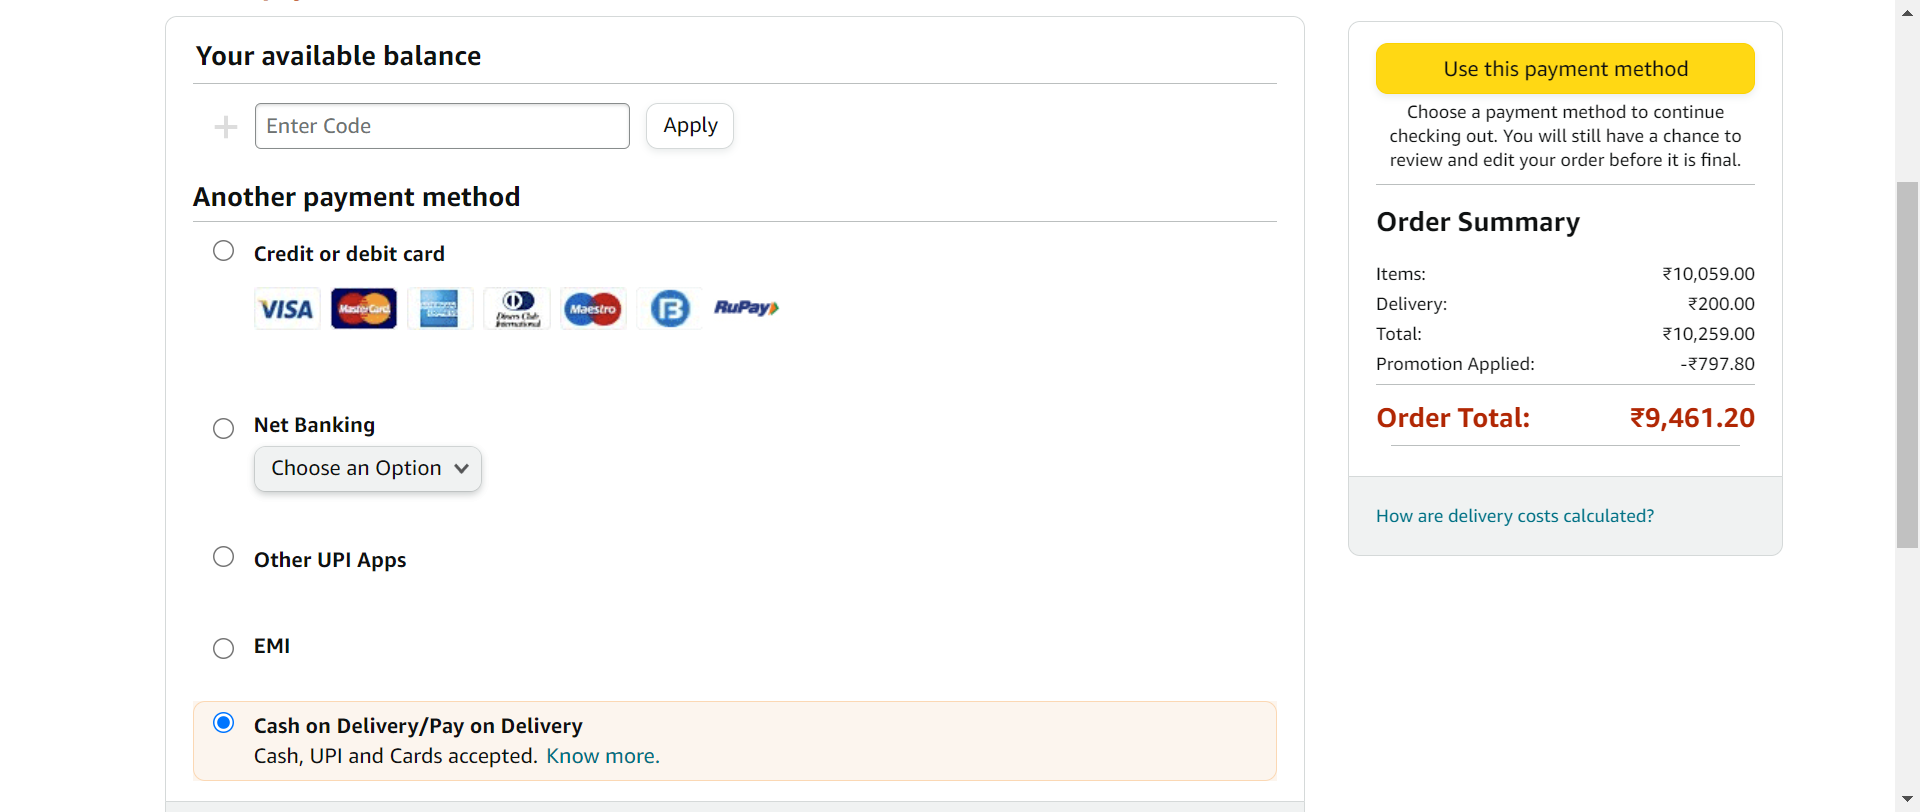 Your available balance
Enter Code
Apply
Another payment method
Credit or debit card
VISA
MasterCard
Diners Club
International
Maestro
B
RuPay
Net Banking
Choose an Option
Other UPI Apps
EMI
Cash on Delivery/Pay on Delivery
Cash, UPI and Cards accepted. Know more.
Use this payment method
Choose a payment method to continue
checking out. You will still have a chance to
review and edit your order before it is final.
Order Summary
Items: ₹10,059.00
Delivery: ₹200.00
Total: ₹10,259.00
Promotion Applied: -₹797.80
Order Total: ₹9,461.20
How are delivery costs calculated?